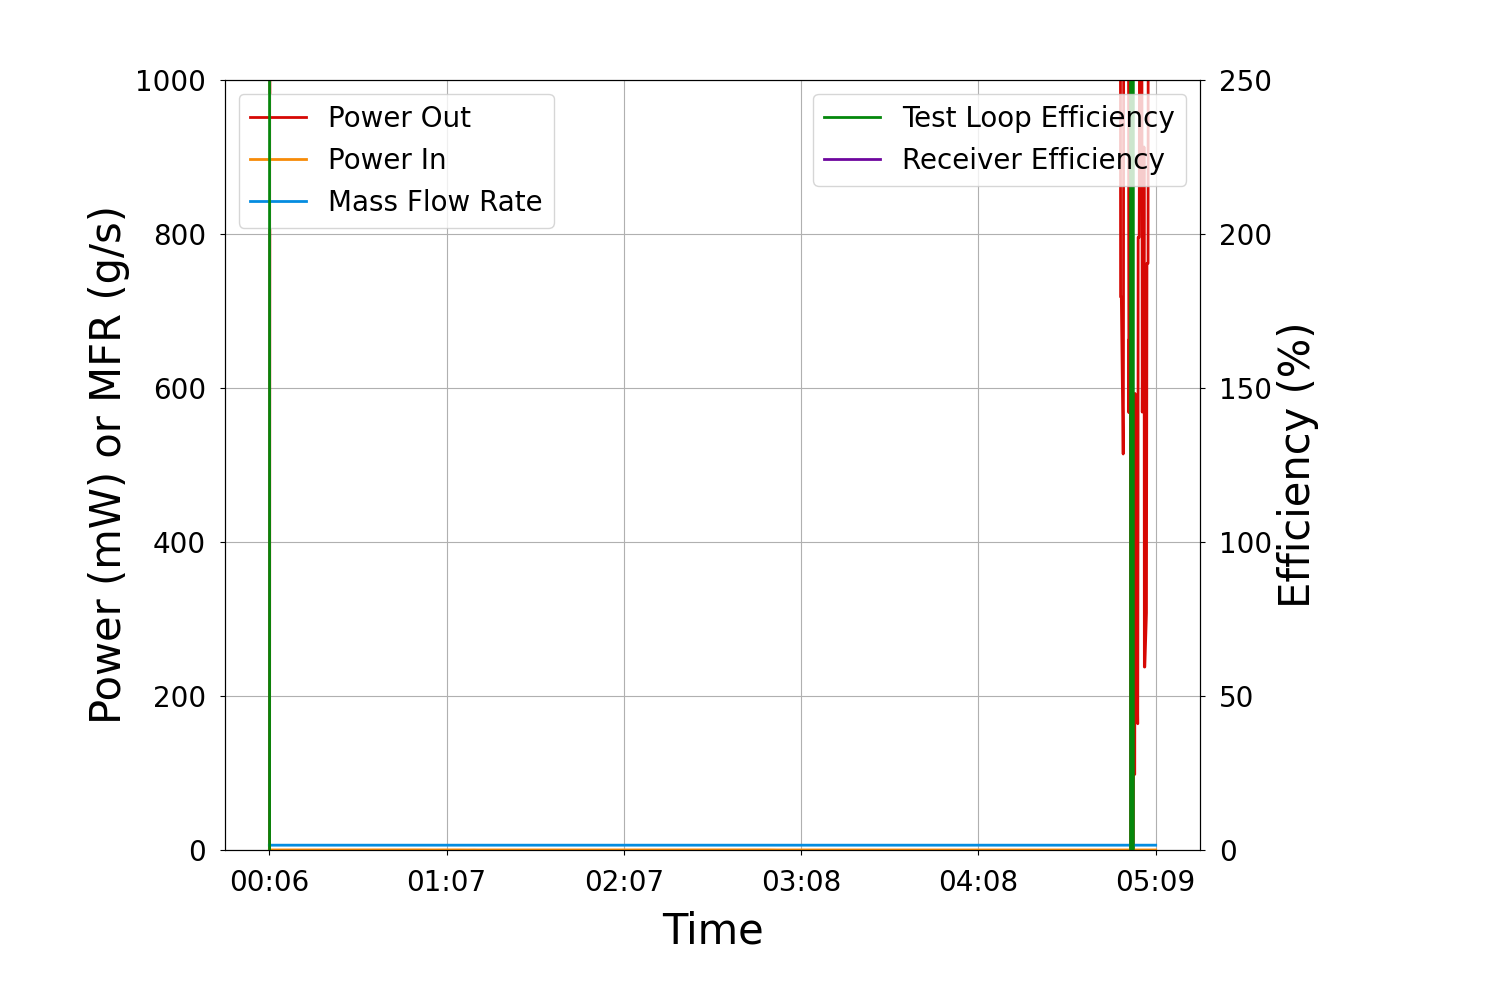 1000
800
600
400
200
0
Power (mW) or MFR (g/s)
Power Out
Power In
Mass Flow Rate
Test Loop Efficiency
Receiver Efficiency
250
200
150
100
50
0
Efficiency (%)
00:06 01:07 02:07 03:08 04:08 05:09
Time